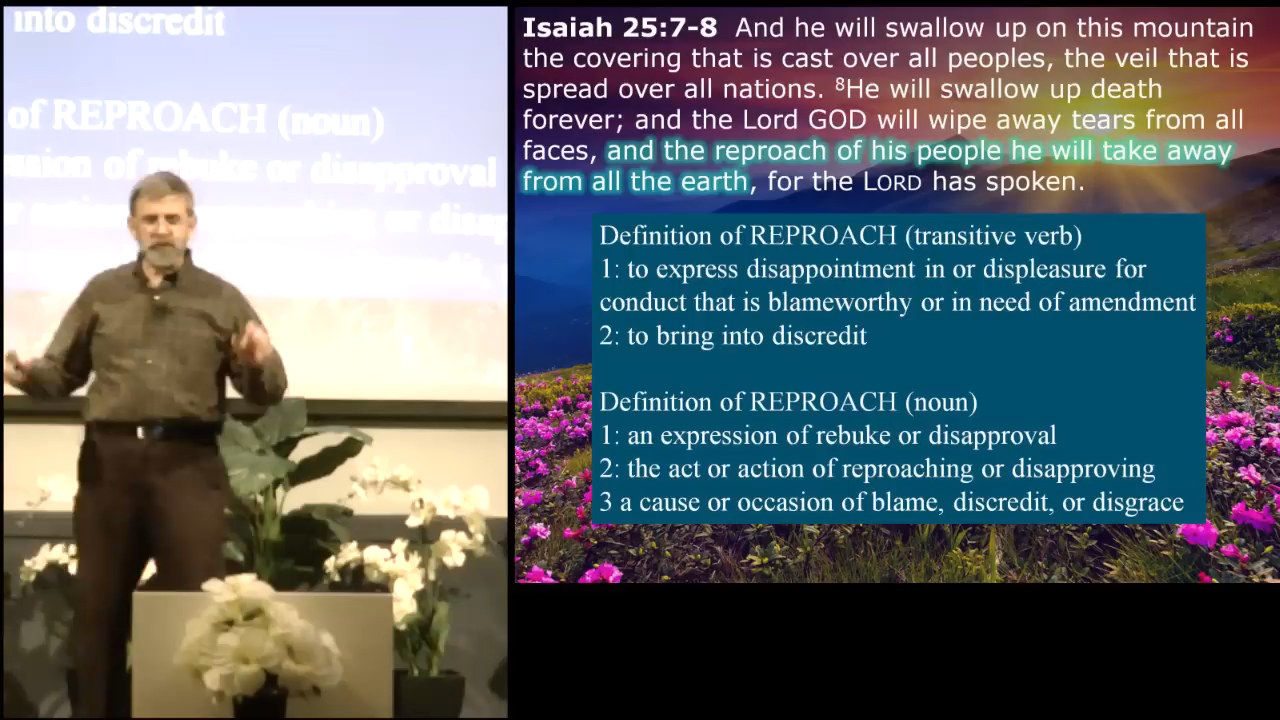 into discredit
of REPROACH (noun)
of rebuke or disapproval
or
Isaiah 25:7-8 And he will swallow up on this mountain
the covering that is cast over all peoples, the veil that is
spread over all nations. ⁸He will swallow up death
forever; and the Lord GOD will wipe away tears from all
faces, and the reproach of his people he will take away
from all the earth, for the LORD has spoken.
Definition of REPROACH (transitive verb)
1: to express disappointment in or displeasure for
conduct that is blameworthy or in need of amendment
2: to bring into discredit
Definition of REPROACH (noun)
1: an expression of rebuke or disapproval
2: the act or action of reproaching or disapproving
3 a cause or occasion of blame, discredit, or disgrace